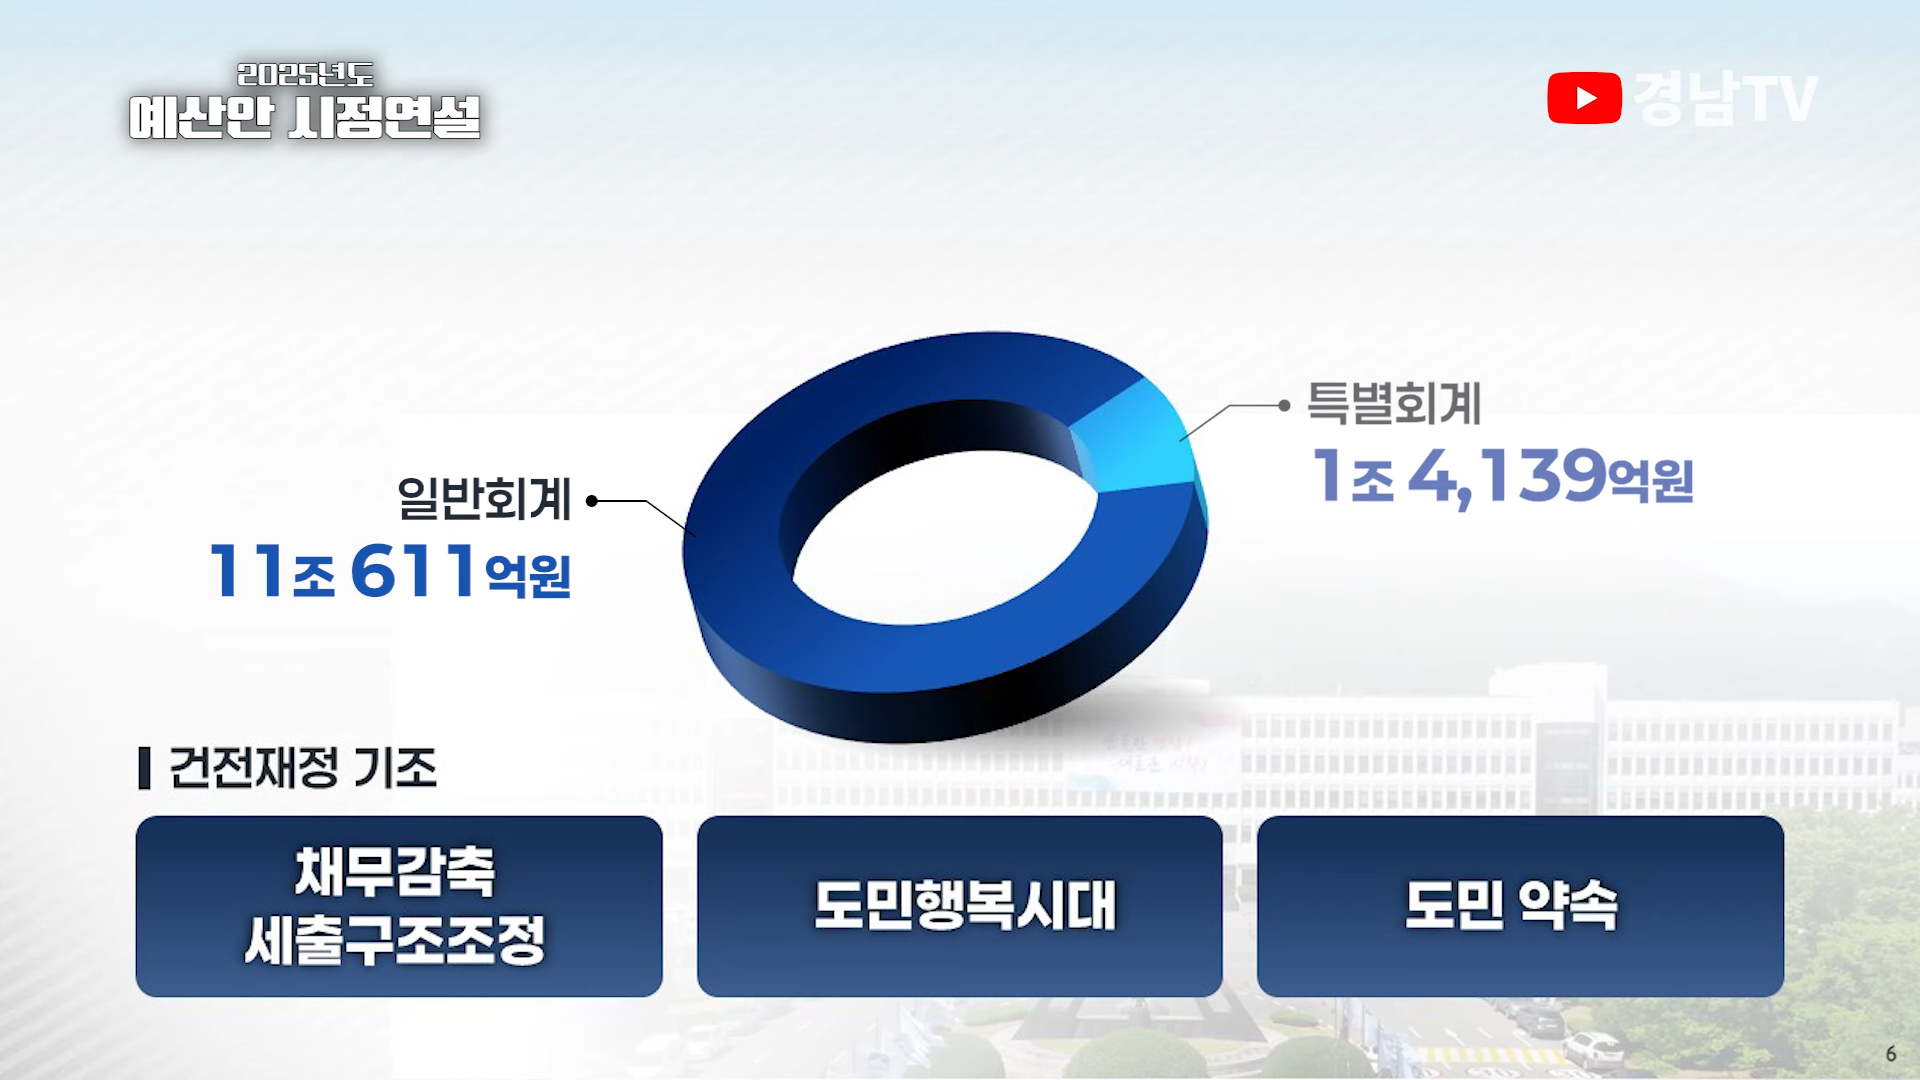 2025년도
예산안 시정연설
경남TV
특별회계
1조 4,139억원
일반회계
11조 611억원
건전재정 기조
채무감축
세출구조조정
도민행복시대
도민 약속
6